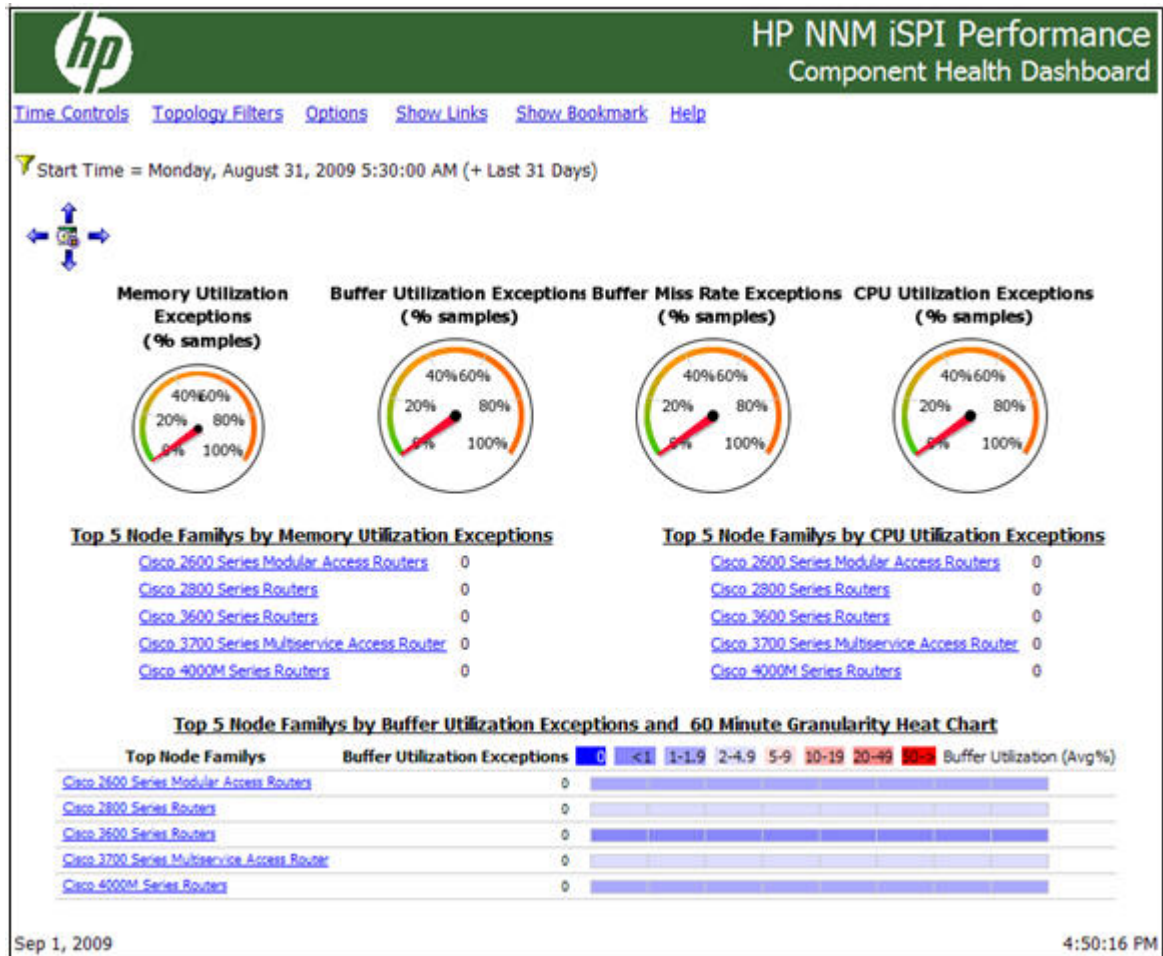 hp
HP NNM iSPI Performance
Component Health Dashboard
Time Controls Topology Filters Options Show Links Show Bookmark Help
Start Time = Monday, August 31, 2009 5:30:00 AM (+ Last 31 Days)
Memory Utilization Exceptions (% samples)
0% 20% 40% 60% 80% 100%
Buffer Utilization Exceptions (% samples)
0% 20% 40% 60% 80% 100%
Buffer Miss Rate Exceptions (% samples)
0% 20% 40% 60% 80% 100%
CPU Utilization Exceptions (% samples)
0% 20% 40% 60% 80% 100%
Top 5 Node Familys by Memory Utilization Exceptions
Cisco 2600 Series Modular Access Routers 0
Cisco 2800 Series Routers 0
Cisco 3600 Series Routers 0
Cisco 3700 Series Multiservice Access Router 0
Cisco 4000M Series Routers 0
Top 5 Node Familys by CPU Utilization Exceptions
Cisco 2600 Series Modular Access Routers 0
Cisco 2800 Series Routers 0
Cisco 3600 Series Routers 0
Cisco 3700 Series Multiservice Access Router 0
Cisco 4000M Series Routers 0
Top 5 Node Familys by Buffer Utilization Exceptions and 60 Minute Granularity Heat Chart
Top Node Familys Buffer Utilization Exceptions 0 <1 1-1.9 2-4.9 5-9 10-19 20-49 50-> Buffer Utilization (Avg%)
Cisco 2600 Series Modular Access Routers 0
Cisco 2800 Series Routers 0
Cisco 3600 Series Routers 0
Cisco 3700 Series Multiservice Access Router 0
Cisco 4000M Series Routers 0
Sep 1, 2009
4:50:16 PM